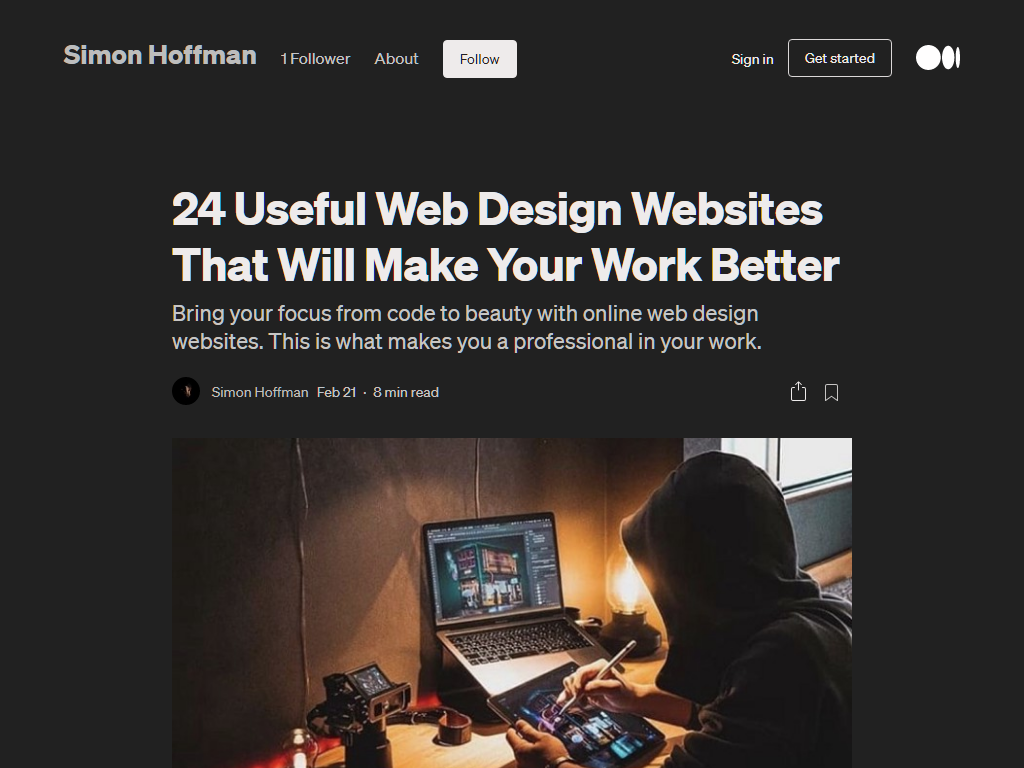 Simon Hoffman 1 Follower About Follow Sign in Get started
24 Useful Web Design Websites
That Will Make Your Work Better
Bring your focus from code to beauty with online web design
websites. This is what makes you a professional in your work.
Simon Hoffman Feb 21 · 8 min read